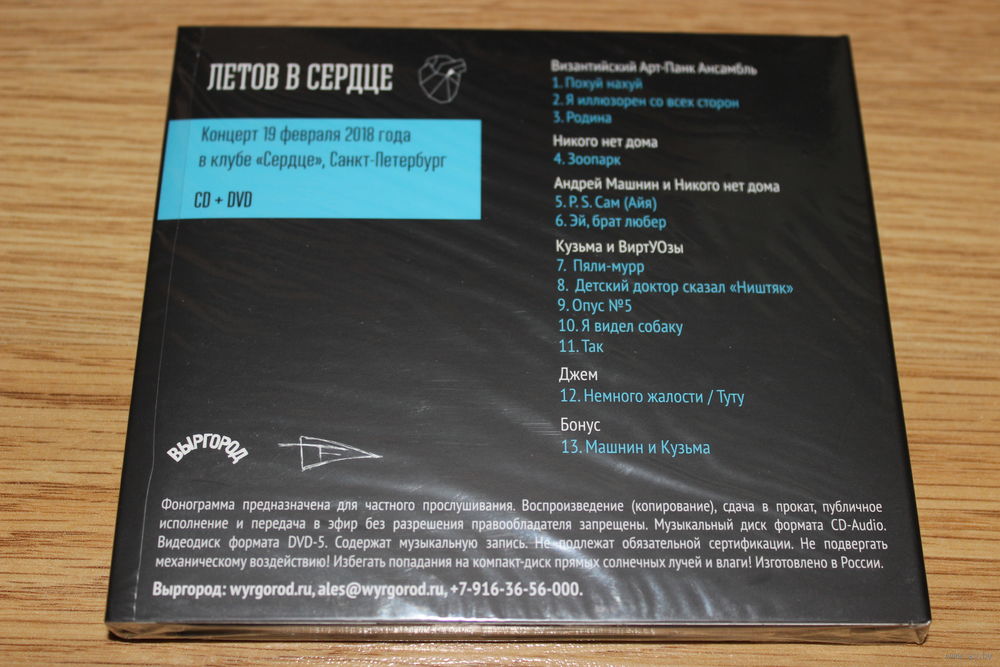 ЛЕТОВ В СЕРДЦЕ
Концерт 19 февраля 2018 года
в клубе «Сердце», Санкт-Петербург
CD + DVD
Византийский Арт-Панк Ансамбль
1. Похуй нахуй
2. Я иллюзорен со всех сторон
3. Родина
Никого нет дома
4. Зоопарк
Андрей Машнин и Никого нет дома
5. P. S. Сам (Айя)
6. Эй, брат любер
Кузьма и ВиртУОзы
7. Пяли-мурр
8. Детский доктор сказал «Ништяк»
9. Опус №5
10. Я видел собаку
11. Так
Джем
12. Немного жалости / Туту
Бонус
13. Машнин и Кузьма
ВЫРГОРОД
Фонограмма предназначена для частного прослушивания. Воспроизведение (копирование), сдача в прокат, публичное
исполнение и передача в эфир без разрешения правообладателя запрещены. Музыкальный диск формата CD-Audio.
Видеодиск формата DVD-5. Содержат музыкальную запись. Не подлежат обязательной сертификации. Не подвергать
механическому воздействию! Избегать попадания на компакт-диск прямых солнечных лучей и влаги! Изготовлено в России.
Выргород: wyrgorod.ru, ales@wyrgorod.ru, +7-916-36-56-000.